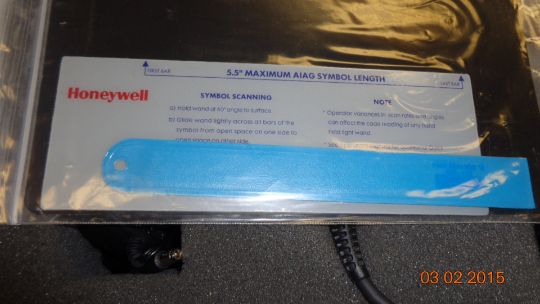 5.5" MAXIMUM AIAG SYMBOL LENGTH
FIRST BAR
LAST BAR
Honeywell
SYMBOL SCANNING
a) Hold wand at 60° angle to surface.
b) Glide wand lightly across all bars of the
symbol from open space on one side to
open space on other side.
NOTE
* Operator variances in scan rates and angles
can affect the code reading of any hand
held light wand.
03 02 2015